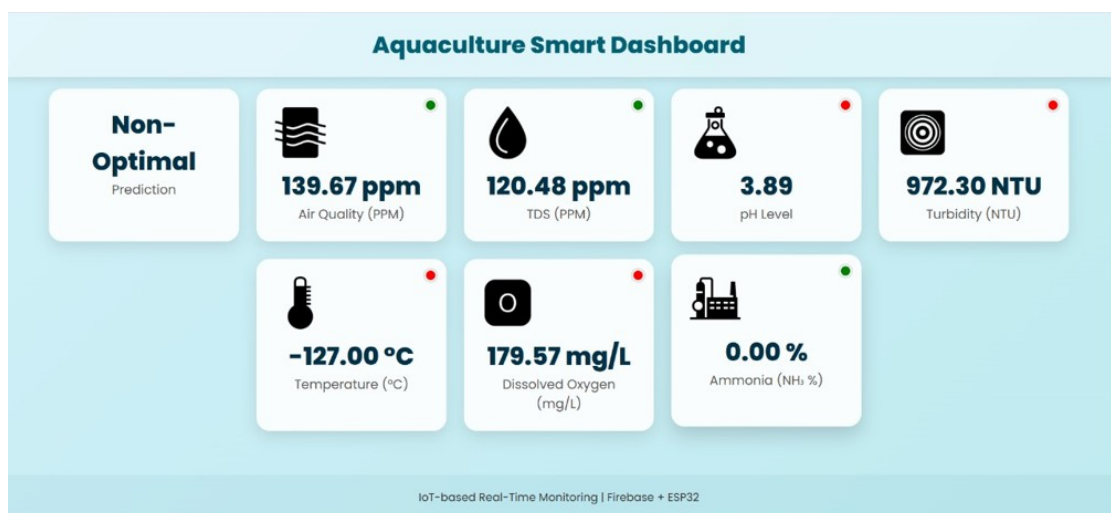 Aquaculture Smart Dashboard
Non-
Optimal
Prediction
139.67 ppm
Air Quality (PPM)
120.48 ppm
TDS (PPM)
3.89
pH Level
972.30 NTU
Turbidity (NTU)
-127.00 °C
Temperature (°C)
O
179.57 mg/L
Dissolved Oxygen
(mg/L)
0.00 %
Ammonia (NH₃ %)
IoT-based Real-Time Monitoring | Firebase + ESP32